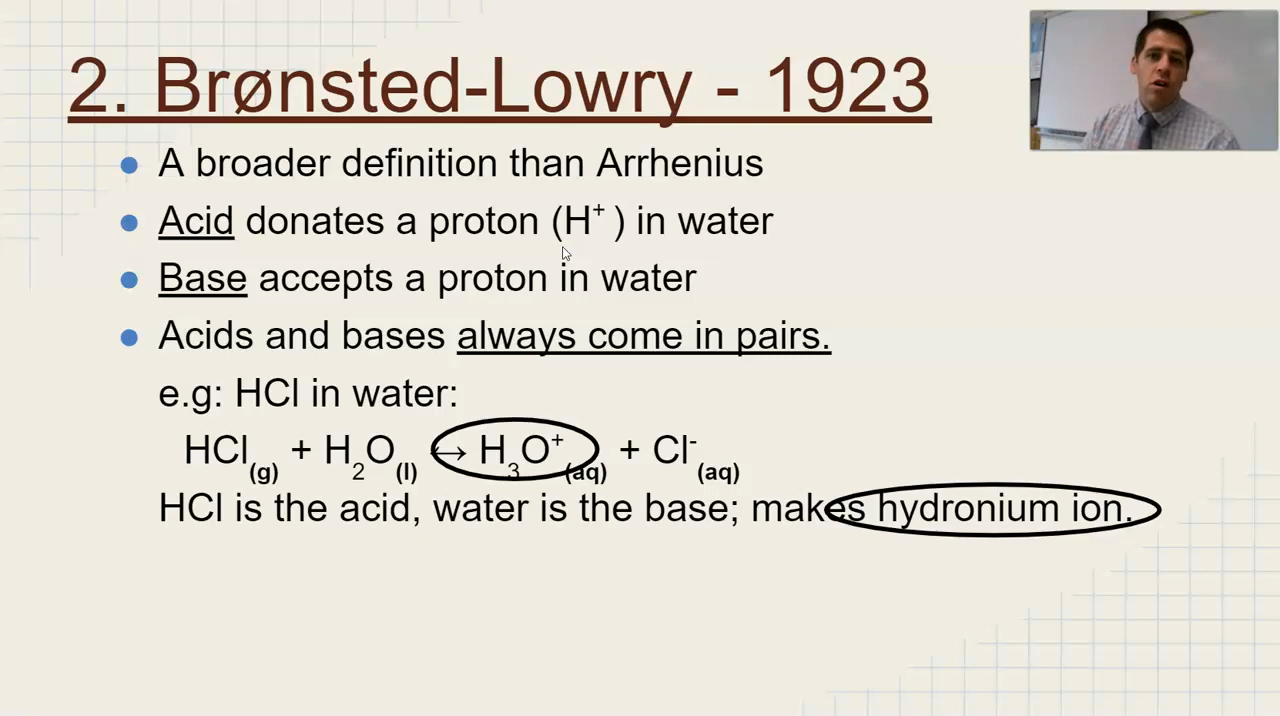 2. Brønsted-Lowry - 1923
● A broader definition than Arrhenius
● Acid donates a proton (H⁺ ) in water
● Base accepts a proton in water
● Acids and bases always come in pairs.
e.g: HCl in water:
HCl(g) + H₂O(l) ↔ H₃O⁺(aq) + Cl⁻(aq)
HCl is the acid, water is the base; makes hydronium ion.